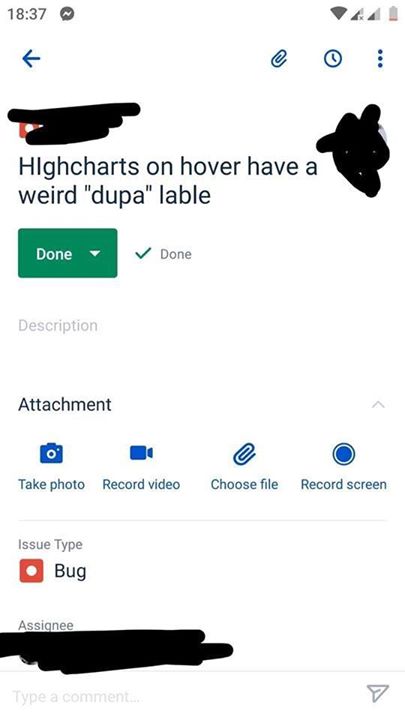 18:37
HIghcharts on hover have a
weird "dupa" lable
Done
Done
Description
Attachment
Take photo
Record video
Choose file
Record screen
Issue Type
Bug
Assignee
Type a comment...